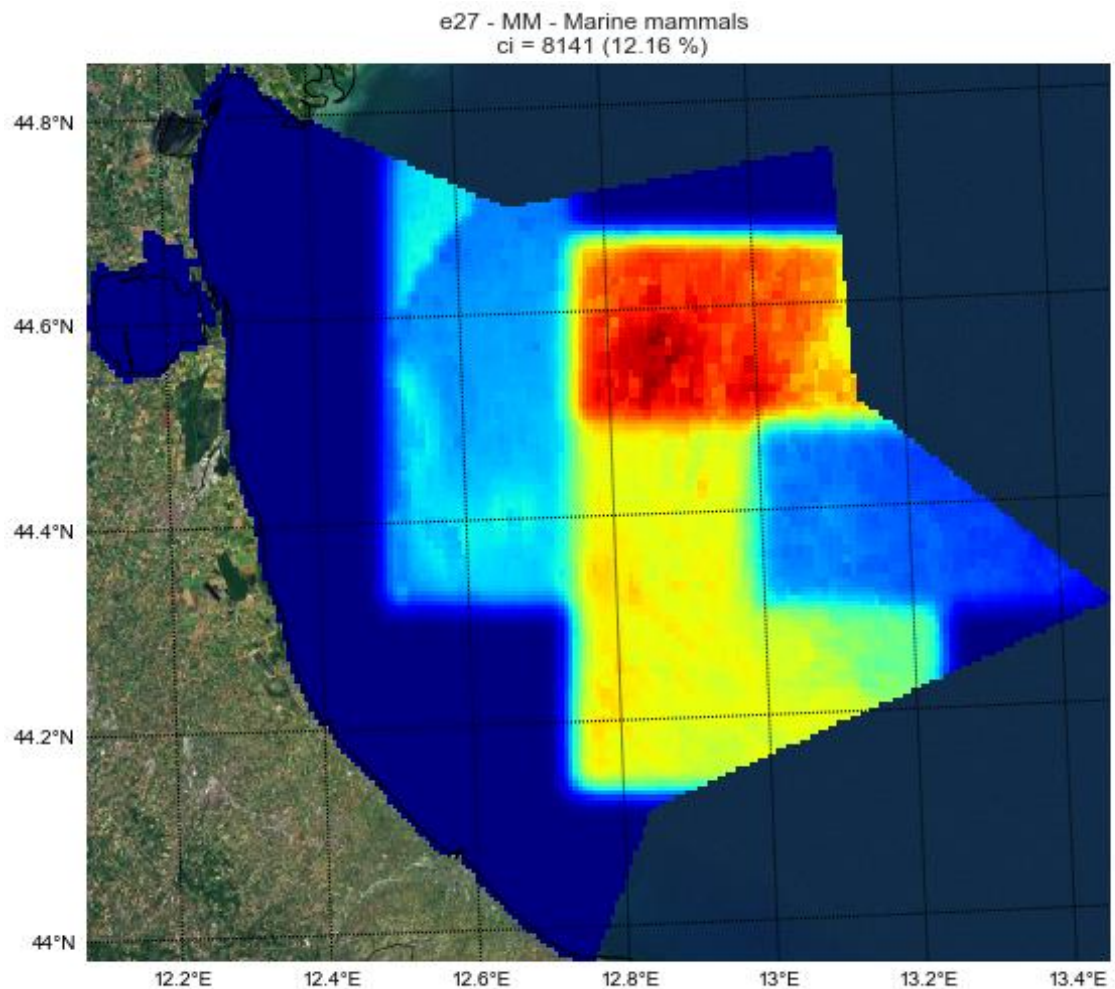 e27 - MM - Marine mammals
ci = 8141 (12.16 %)
44.8°N
44.6°N
44.4°N
44.2°N
44°N
12.2°E 12.4°E 12.6°E 12.8°E 13°E 13.2°E 13.4°E